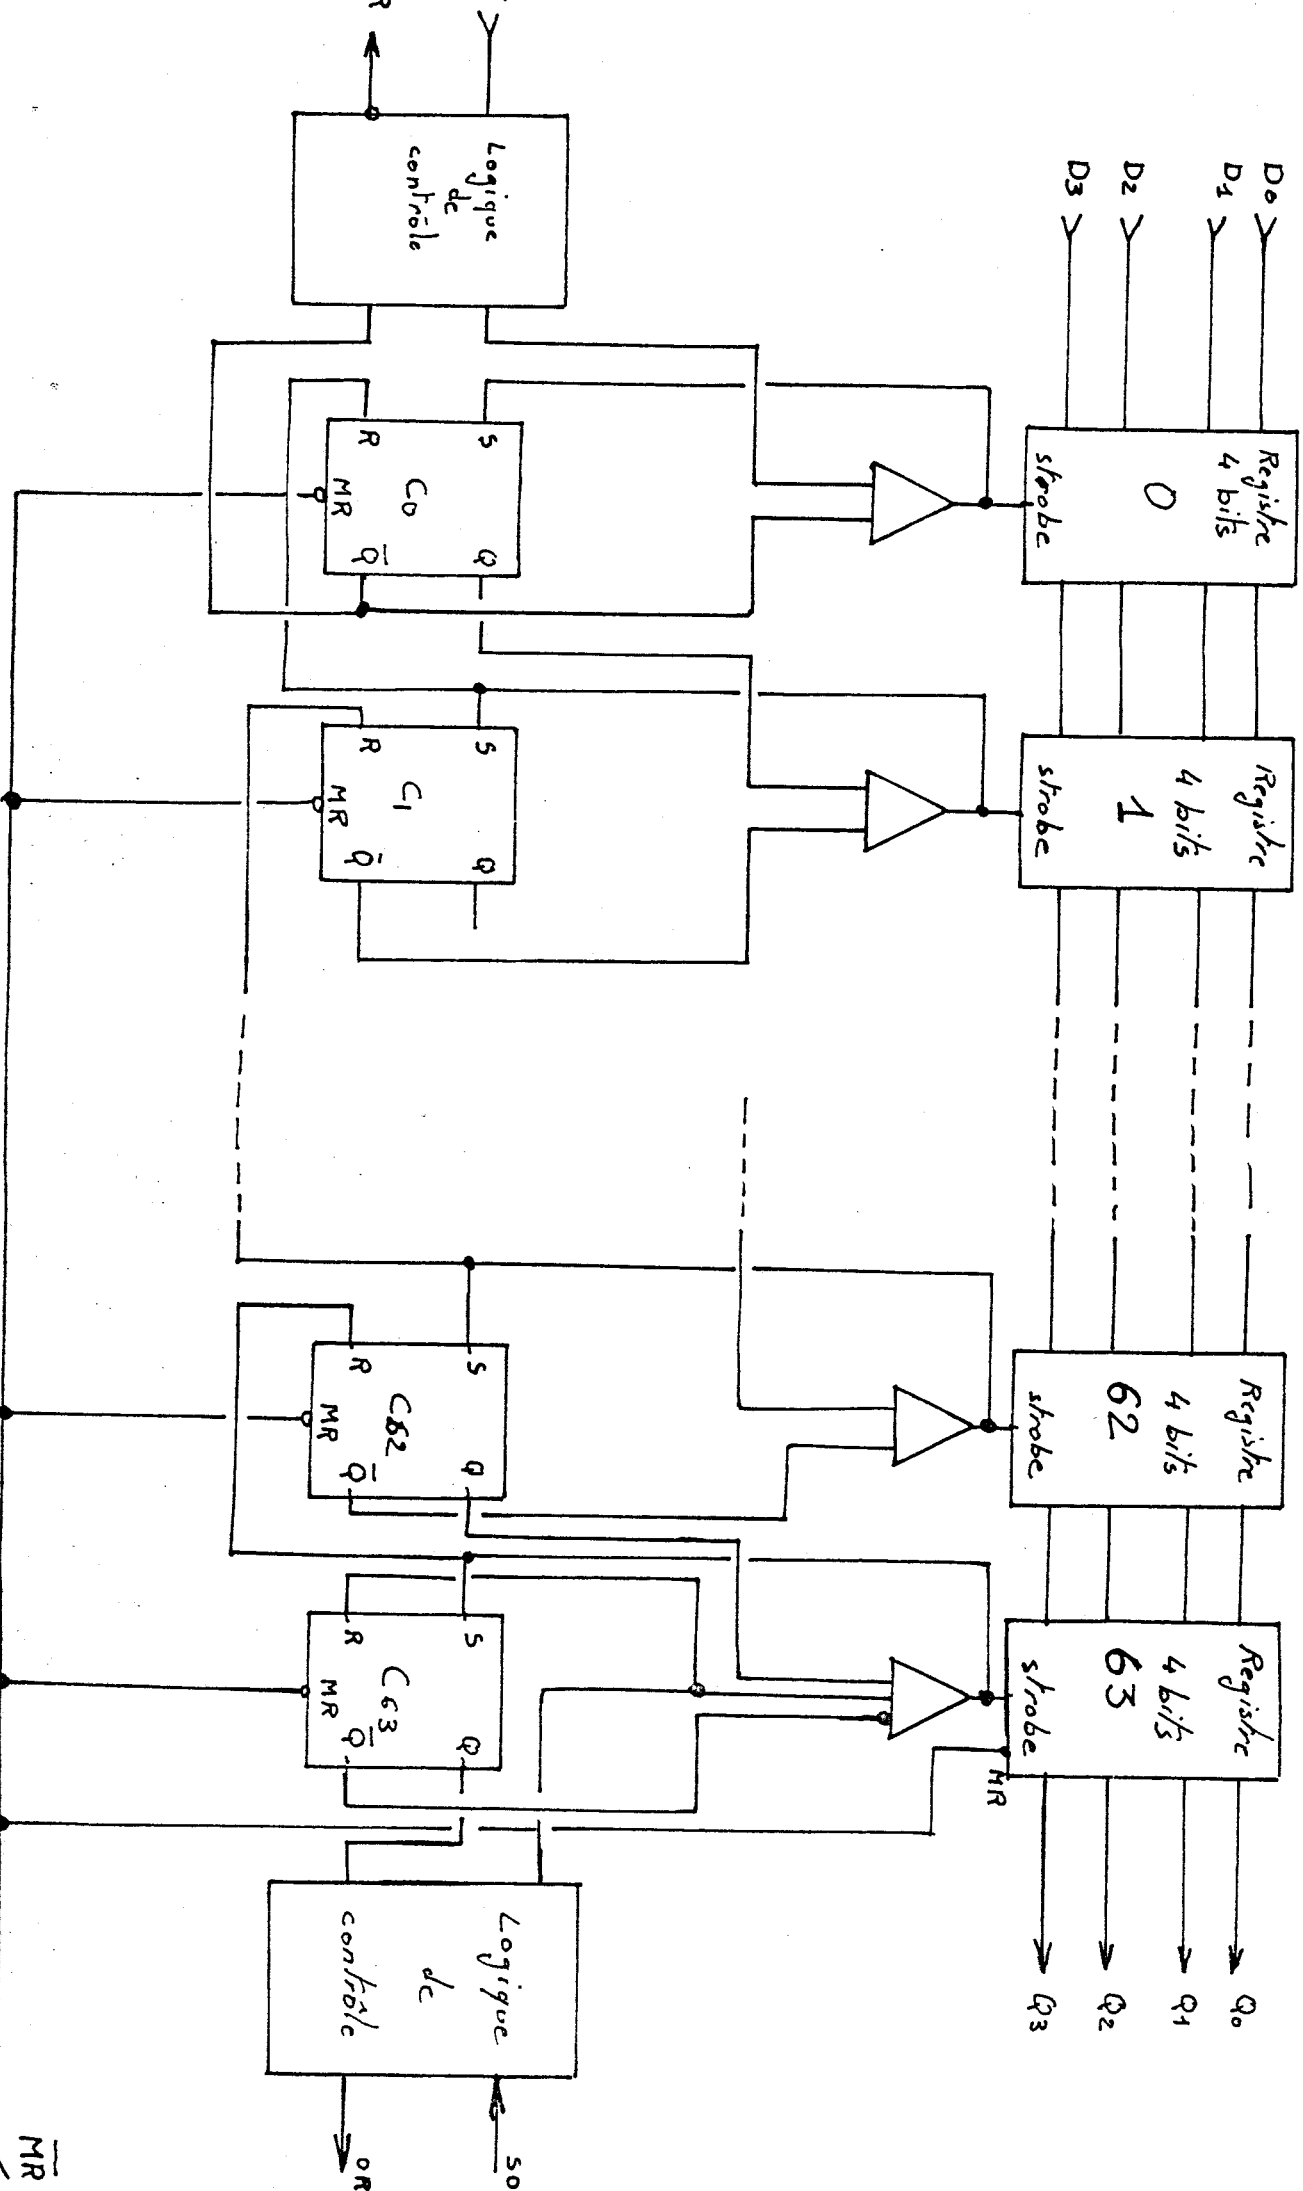 D0
D1
D2
D3
Registre
4 bits
0
strobe
Registre
4 bits
1
strobe
Registre
4 bits
62
strobe
Registre
4 bits
63
strobe
MR
Q0
Q1
Q2
Q3
Logique
de
contrôle
R
S
Q
C0
R
MR
Q̅
S
Q
C1
R
MR
Q̅
S
Q
C62
R
MR
Q̅
S
Q
C63
R
MR
Q̅
Logique
de
contrôle
SO
OR
M̅R̅